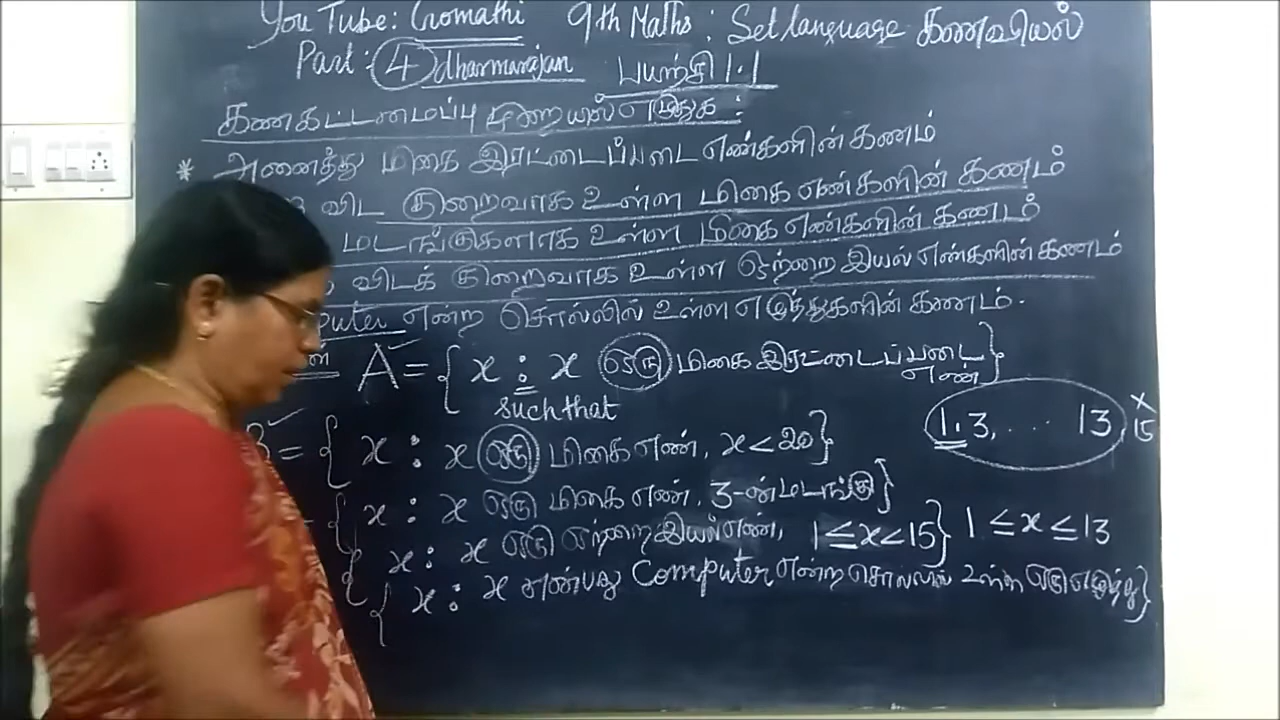 You Tube: Gomathi 9th Maths: Set language கணவியல்
Part: 4 dharmarajan பயிற்சி 1.1
கணகட்டமைப்பு முறையில் எழுதுக:
* அனைத்து மிகை இரட்டைப்படை எண்களின் கணம்
விட குறைவாக உள்ள மிகை எண்களின் கணம்
மடங்குகளாக உள்ள மிகை எண்களின் கணம்
விடக் குறைவாக உள்ள ஒற்றை இயல் எண்களின் கணம்
puter என்ற சொல்லில் உள்ள எழுத்துகளின் கணம்.
A = { x : x ஒரு மிகை இரட்டைப்படை எண் }
such that
1, 3, .... 13, 15 x
B = { x : x ஒரு மிகை எண், x < 20 }
{ x : x ஒரு மிகை எண், 3-ன் மடங்கு }
{ x : x ஒரு ஒற்றை இயல் எண், 1 ≤ x < 15 } 1 ≤ x ≤ 13
{ x : x என்பது Computer என்ற சொல்லில் உள்ள ஒரு எழுத்து }